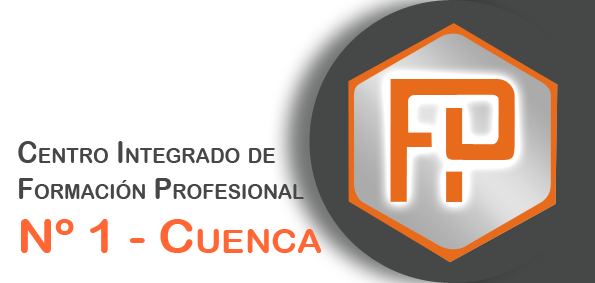 Centro Integrado de
Formación Profesional
Nº 1 - Cuenca
FP